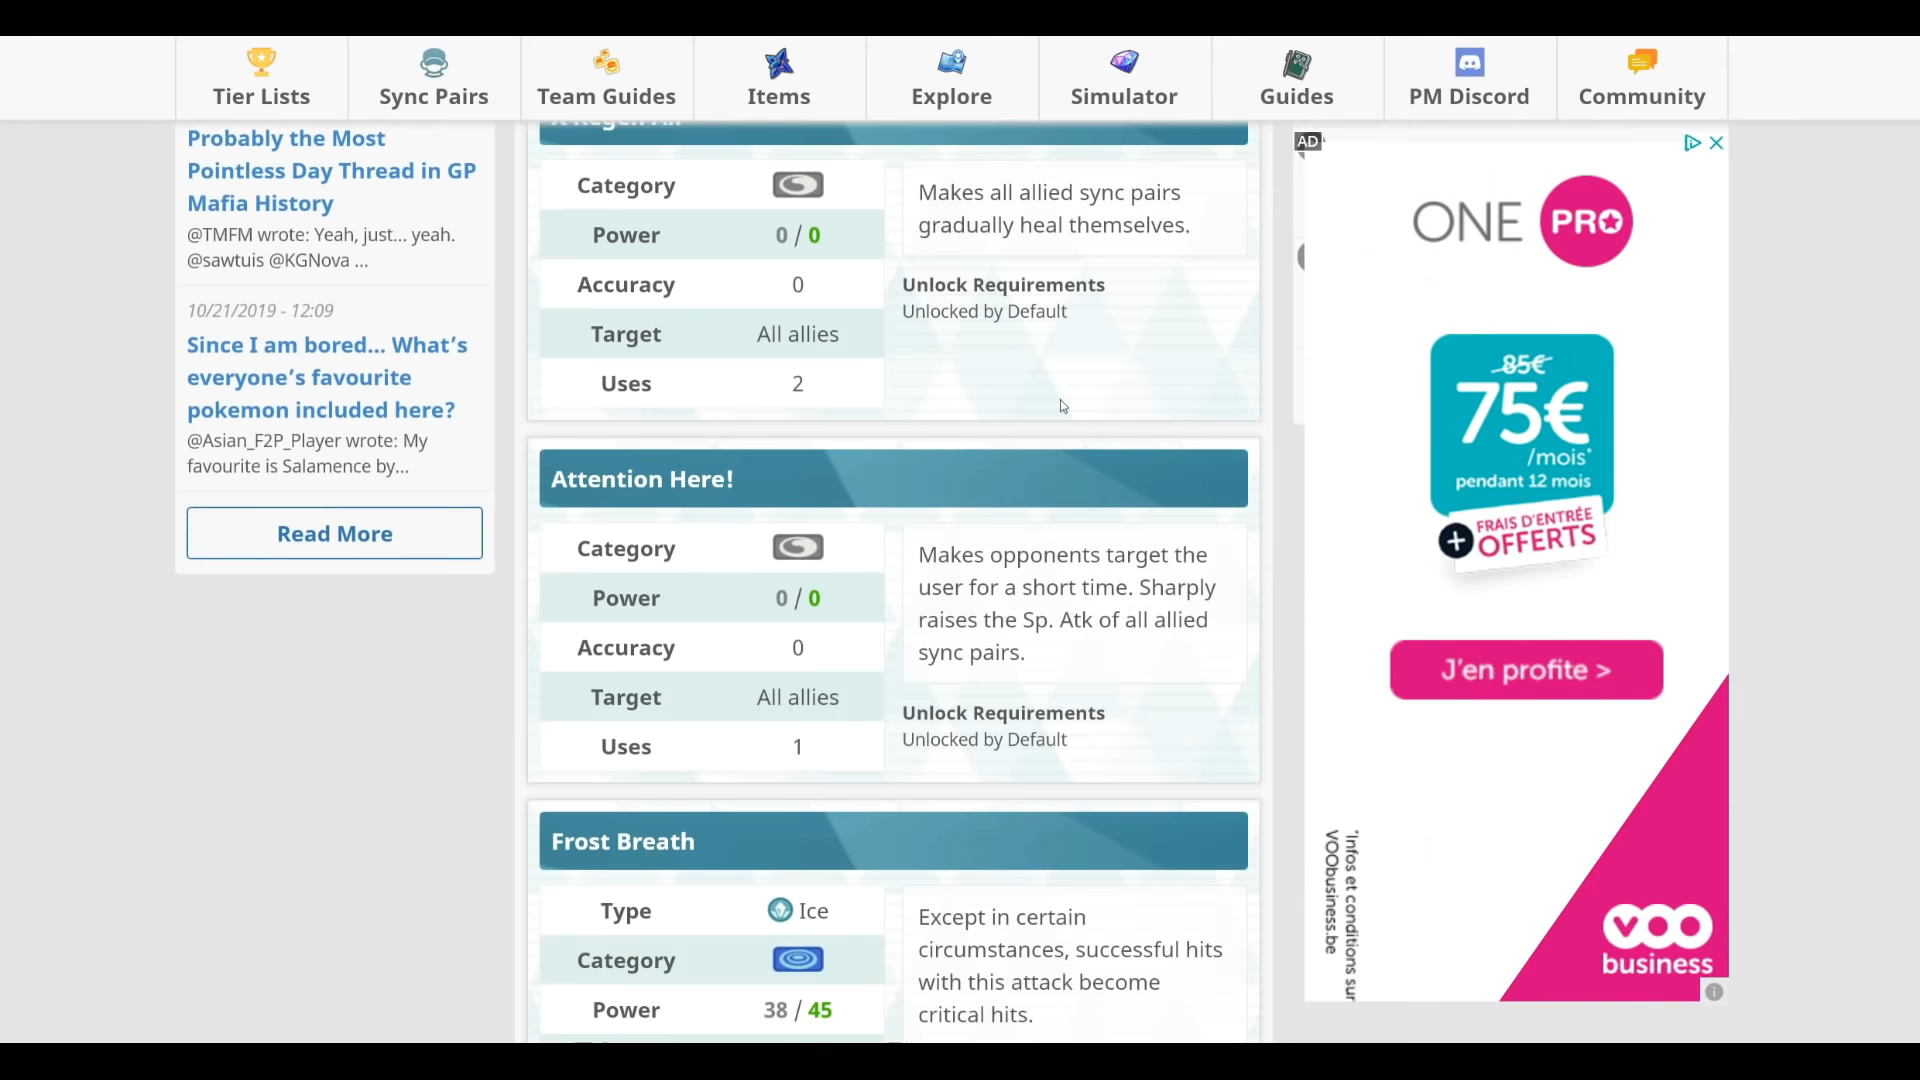 Tier Lists
Sync Pairs
Team Guides
Items
Explore
Simulator
Guides
PM Discord
Community
Probably the Most
Pointless Day Thread in GP
Mafia History
@TMFM wrote: Yeah, just... yeah.
@sawtuis @KGNova ...
10/21/2019 - 12:09
Since I am bored... What's
everyone's favourite
pokemon included here?
@Asian_F2P_Player wrote: My
favourite is Salamence by...
Read More
Category
Power 0 / 0
Accuracy 0
Target All allies
Uses 2
Makes all allied sync pairs
gradually heal themselves.
Unlock Requirements
Unlocked by Default
Attention Here!
Category
Power 0 / 0
Accuracy 0
Target All allies
Uses 1
Makes opponents target the
user for a short time. Sharply
raises the Sp. Atk of all allied
sync pairs.
Unlock Requirements
Unlocked by Default
Frost Breath
Type Ice
Category
Power 38 / 45
Except in certain
circumstances, successful hits
with this attack become
critical hits.
AD
ONE PRO
85€
75€
/mois*
pendant 12 mois
+ FRAIS D'ENTRÉE
OFFERTS
J'en profite >
*Infos et conditions sur
VOObusiness.be
voo
business